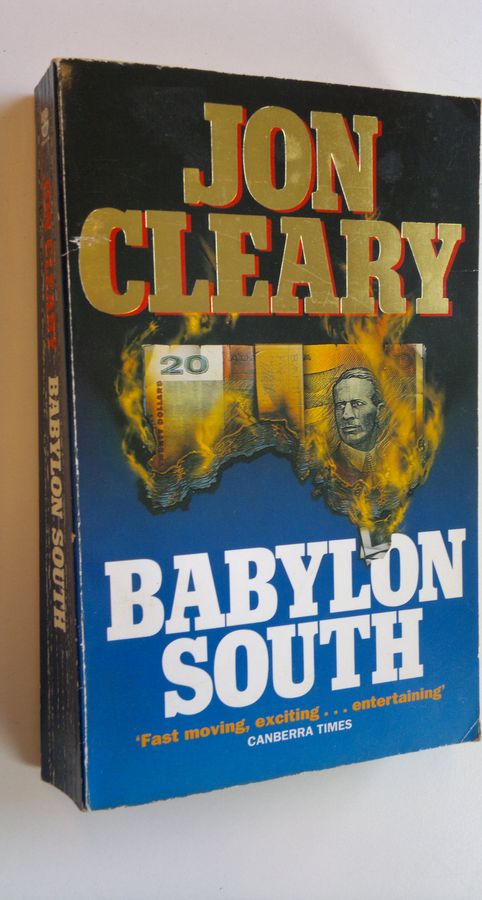 JON
CLEARY
20
BABYLON
SOUTH
'Fast moving, exciting . . . entertaining'
CANBERRA TIMES
JON CLEARY
BABYLON SOUTH